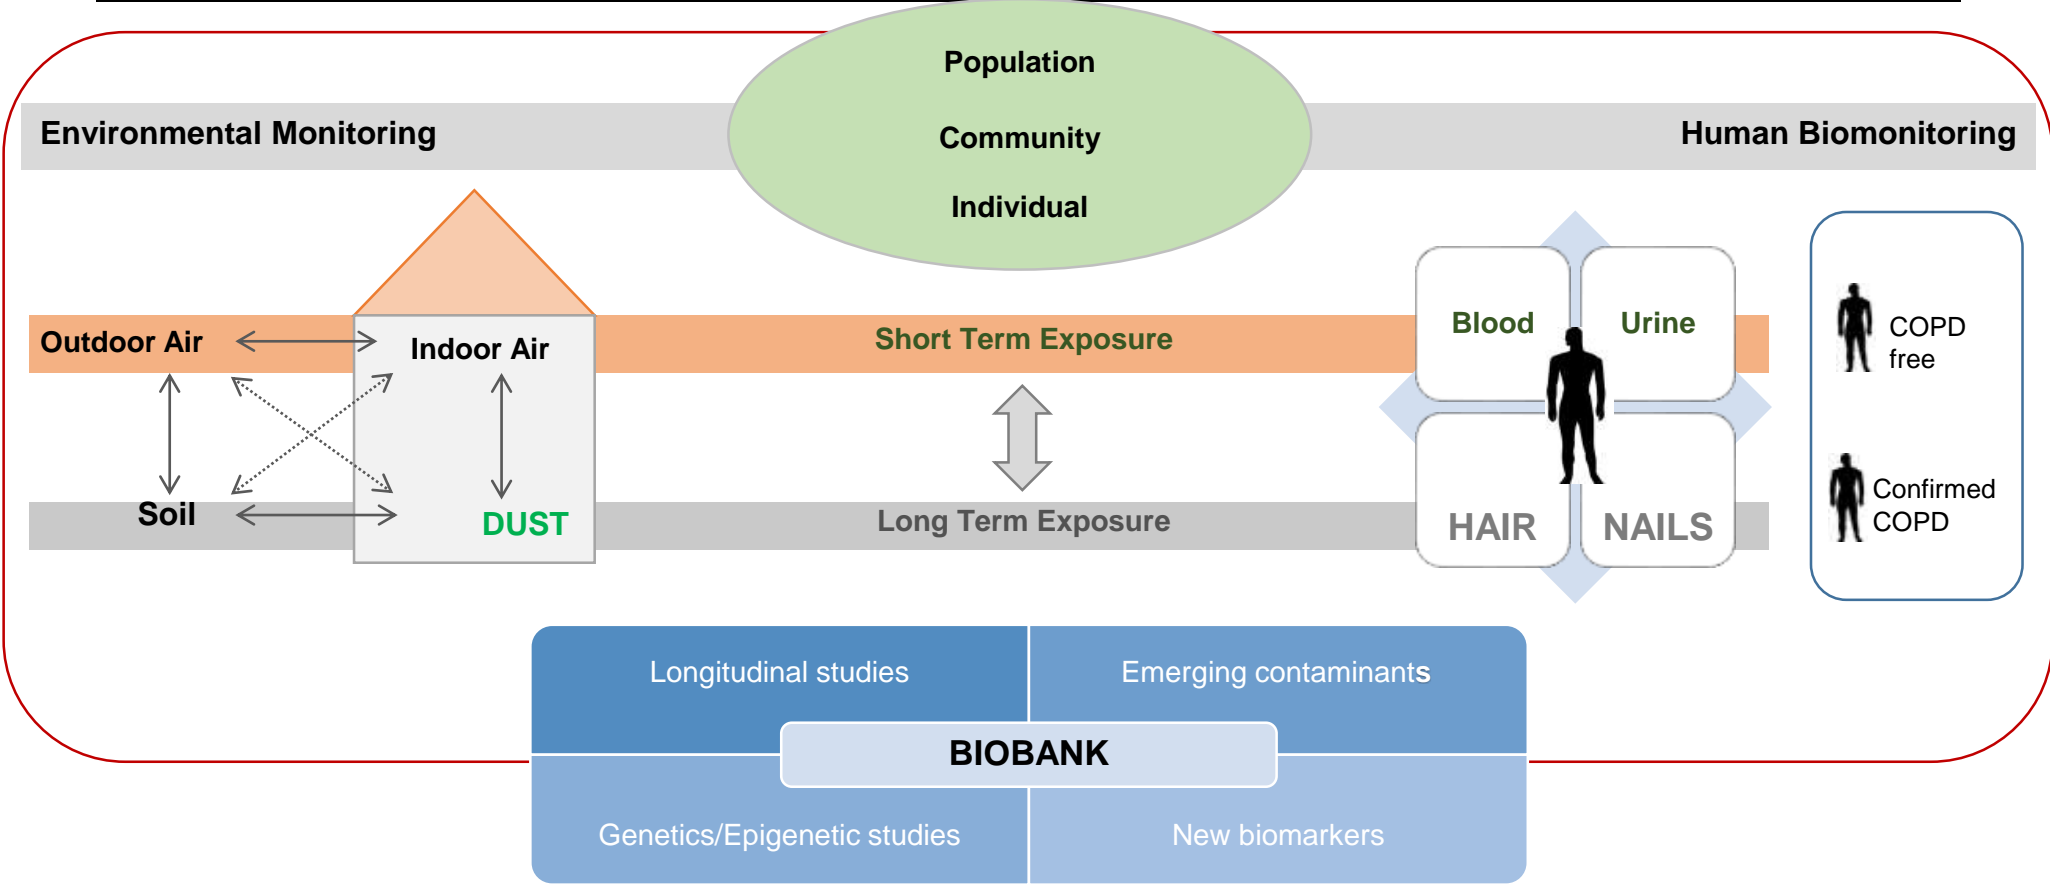 Population
Environmental Monitoring
Community
Human Biomonitoring
Individual
Outdoor Air
Indoor Air
Short Term Exposure
Blood
Urine
COPD
free
Soil
DUST
Long Term Exposure
HAIR
NAILS
Confirmed
COPD
Longitudinal studies
Emerging contaminants
BIOBANK
Genetics/Epigenetic studies
New biomarkers